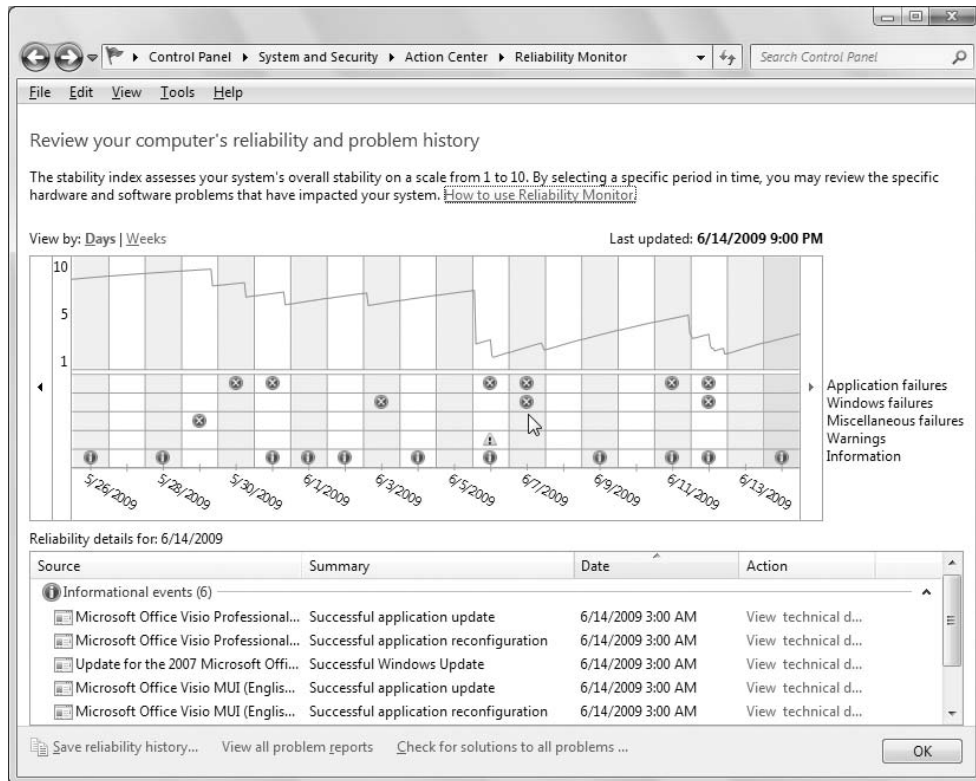 Control Panel ▸ System and Security ▸ Action Center ▸ Reliability Monitor
Search Control Panel
File Edit View Tools Help
Review your computer's reliability and problem history
The stability index assesses your system's overall stability on a scale from 1 to 10. By selecting a specific period in time, you may review the specific
hardware and software problems that have impacted your system. How to use Reliability Monitor.
View by: Days | Weeks
Last updated: 6/14/2009 9:00 PM
10
5
1
Application failures
Windows failures
Miscellaneous failures
Warnings
Information
5/26/2009 5/28/2009 5/30/2009 6/1/2009 6/3/2009 6/5/2009 6/7/2009 6/9/2009 6/11/2009 6/13/2009
Reliability details for: 6/14/2009
Source Summary Date Action
Informational events (6)
Microsoft Office Visio Professional... Successful application update 6/14/2009 3:00 AM View technical d...
Microsoft Office Visio Professional... Successful application reconfiguration 6/14/2009 3:00 AM View technical d...
Update for the 2007 Microsoft Offi... Successful Windows Update 6/14/2009 3:00 AM View technical d...
Microsoft Office Visio MUI (Englis... Successful application update 6/14/2009 3:00 AM View technical d...
Microsoft Office Visio MUI (Englis... Successful application reconfiguration 6/14/2009 3:00 AM View technical d...
Save reliability history... View all problem reports Check for solutions to all problems ...
OK